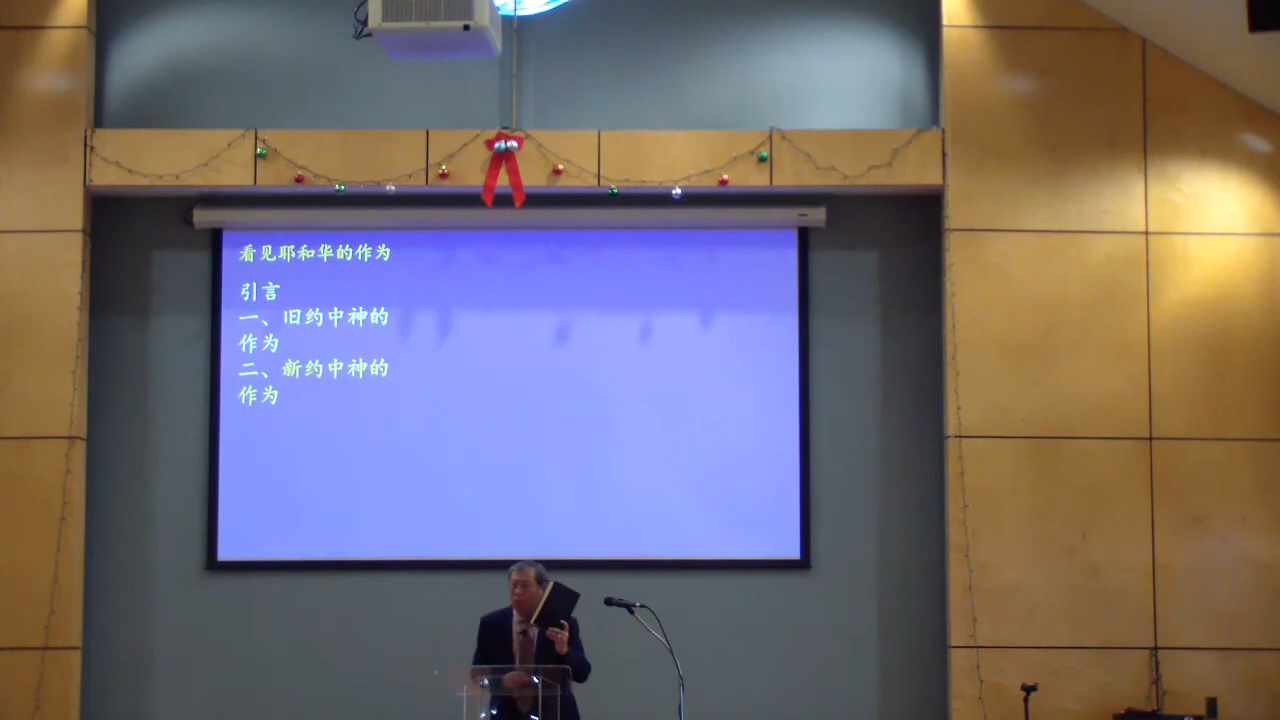 看见耶和华的作为
引言
一、旧约中神的
作为
二、新约中神的
作为